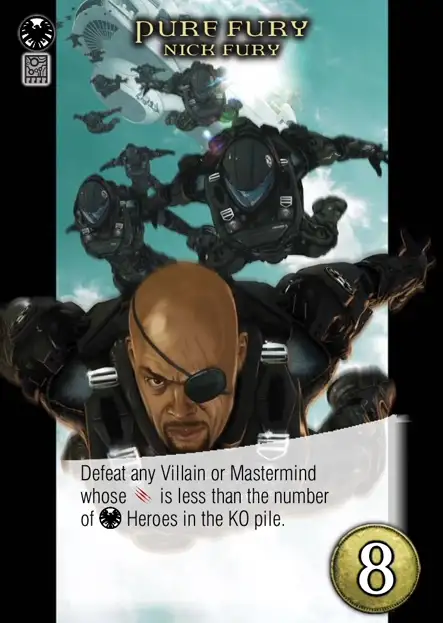 PURE FURY
NICK FURY
Defeat any Villain or Mastermind
whose is less than the number
of Heroes in the KO pile.
8